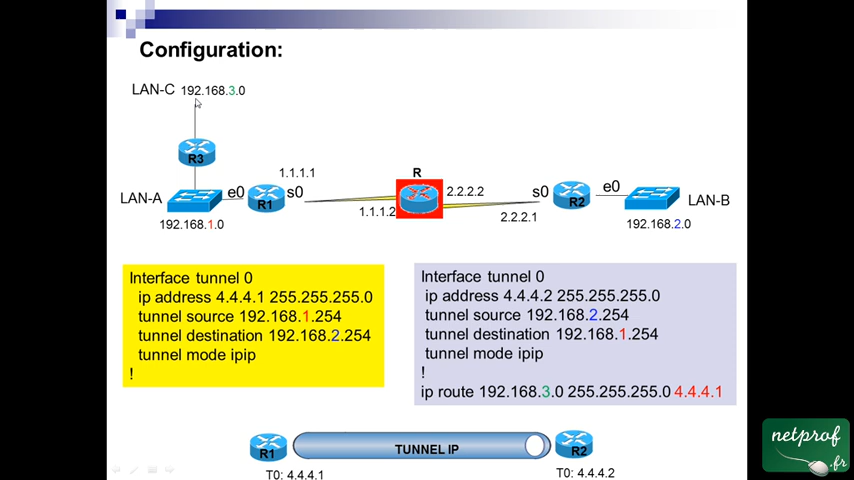 Configuration:
LAN-C 192.168.3.0
R3
1.1.1.1
R
LAN-A
e0
R1
s0
1.1.1.2
2.2.2.2
2.2.2.1
s0
R2
e0
LAN-B
192.168.1.0
192.168.2.0
Interface tunnel 0
ip address 4.4.4.1 255.255.255.0
tunnel source 192.168.1.254
tunnel destination 192.168.2.254
tunnel mode ipip
!
Interface tunnel 0
ip address 4.4.4.2 255.255.255.0
tunnel source 192.168.2.254
tunnel destination 192.168.1.254
tunnel mode ipip
!
ip route 192.168.3.0 255.255.255.0 4.4.4.1
R1
TUNNEL IP
R2
T0: 4.4.4.1
T0: 4.4.4.2
netprof
.fr